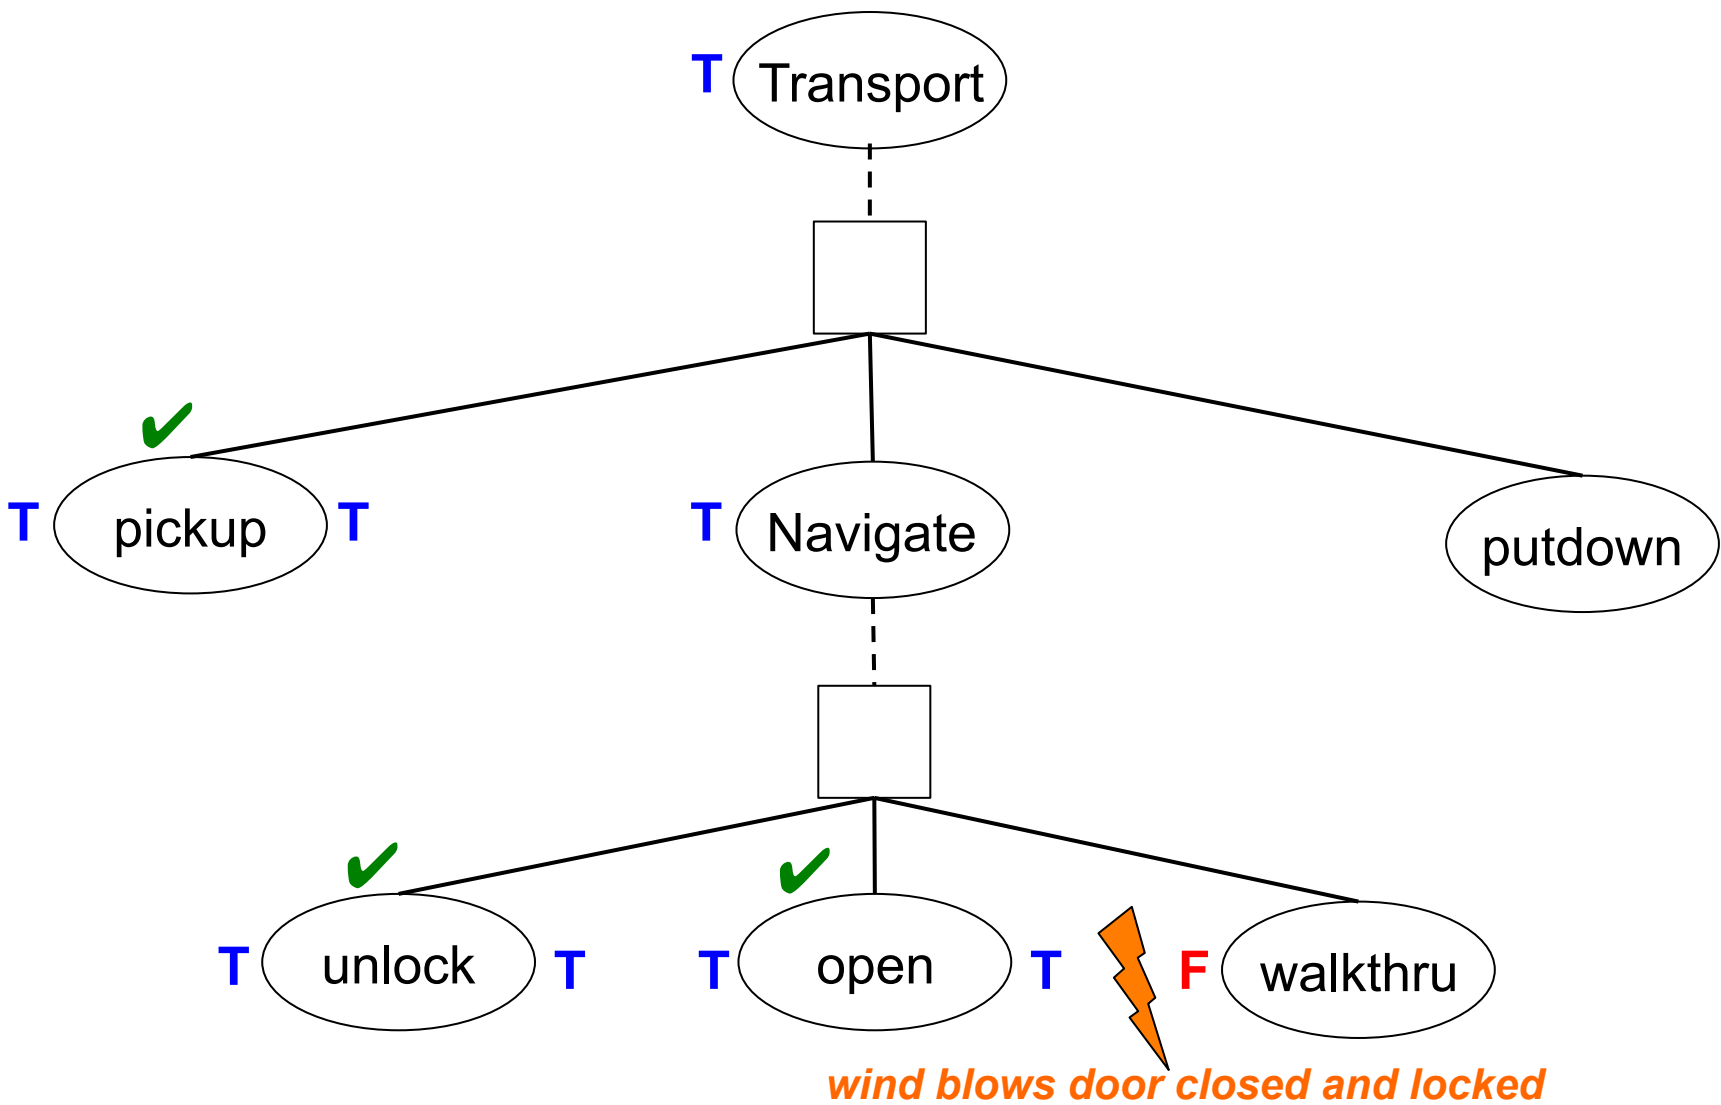 T Transport
T pickup T
T Navigate
putdown
T unlock T
T open T
F walkthru
wind blows door closed and locked